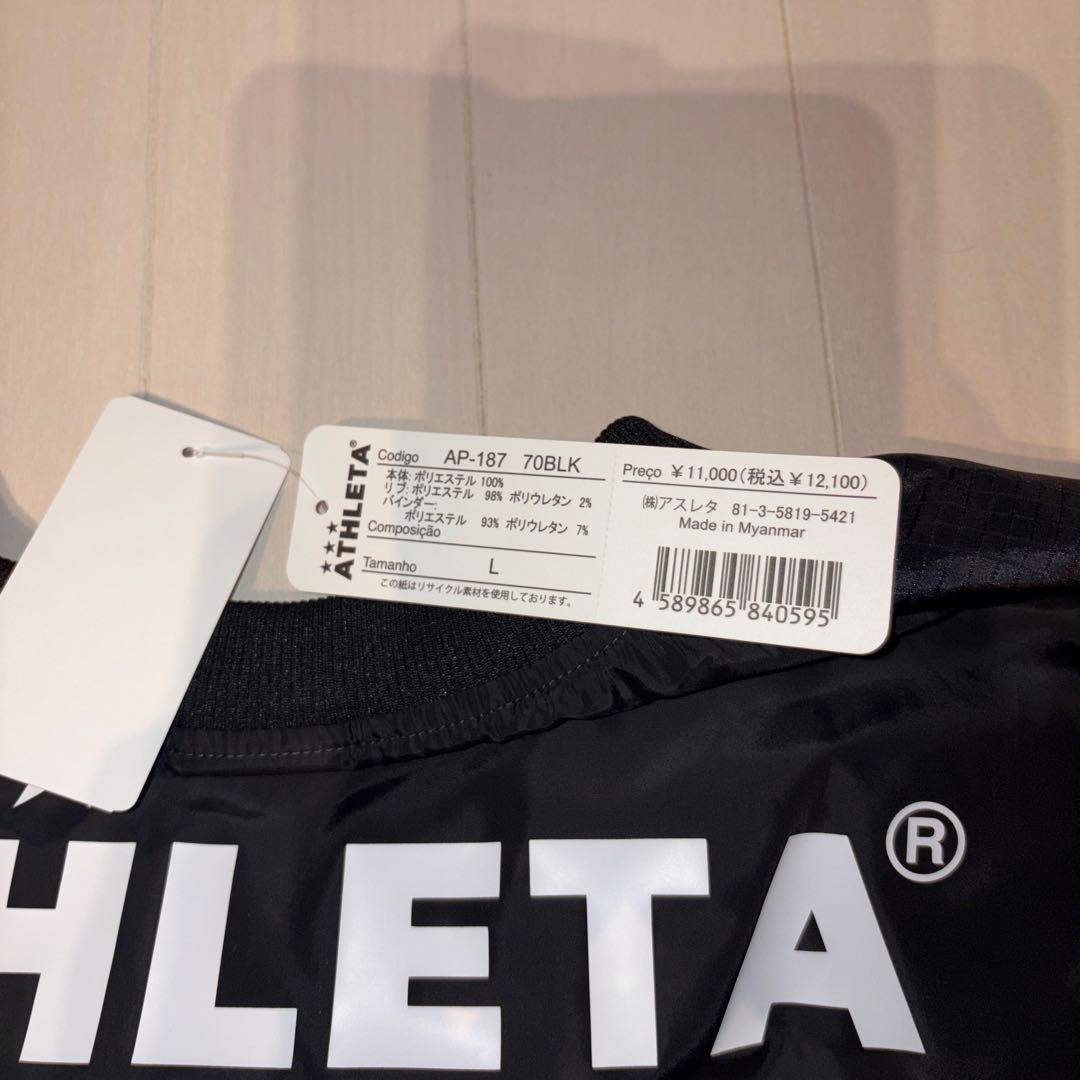 ATHLETA®
Codigo AP-187 70BLK
本体: ポリエステル 100%
リブ: ポリエステル 98% ポリウレタン 2%
バインダー:
ポリエステル 93% ポリウレタン 7%
Composição
Tamanho L
この紙はリサイクル素材を使用しております。
Preço ¥11,000(税込¥12,100)
㈱アスレタ 81-3-5819-5421
Made in Myanmar
4 589865 840595
HLETA®